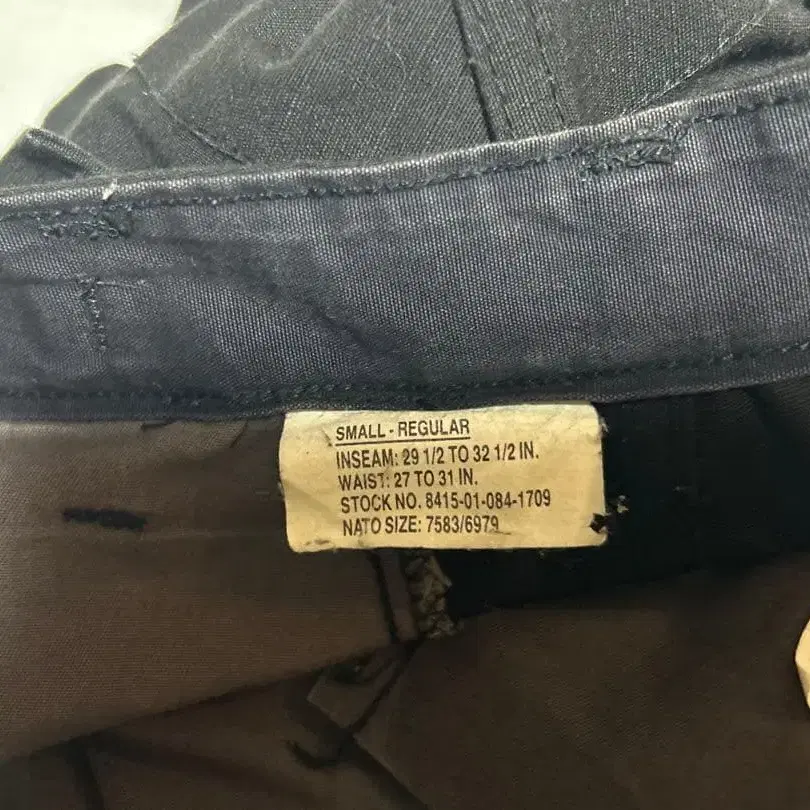 SMALL - REGULAR
INSEAM: 29 1/2 TO 32 1/2 IN.
WAIST: 27 TO 31 IN.
STOCK NO. 8415-01-084-1709
NATO SIZE: 7583/6979